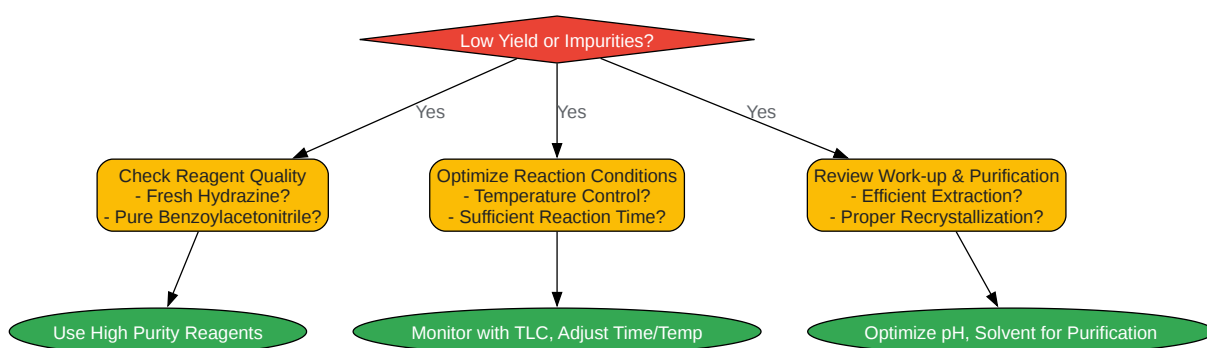 Low Yield or Impurities?
Yes
Yes
Yes
Check Reagent Quality
- Fresh Hydrazine?
- Pure Benzoylacetonitrile?
Optimize Reaction Conditions
- Temperature Control?
- Sufficient Reaction Time?
Review Work-up & Purification
- Efficient Extraction?
- Proper Recrystallization?
Use High Purity Reagents
Monitor with TLC, Adjust Time/Temp
Optimize pH, Solvent for Purification